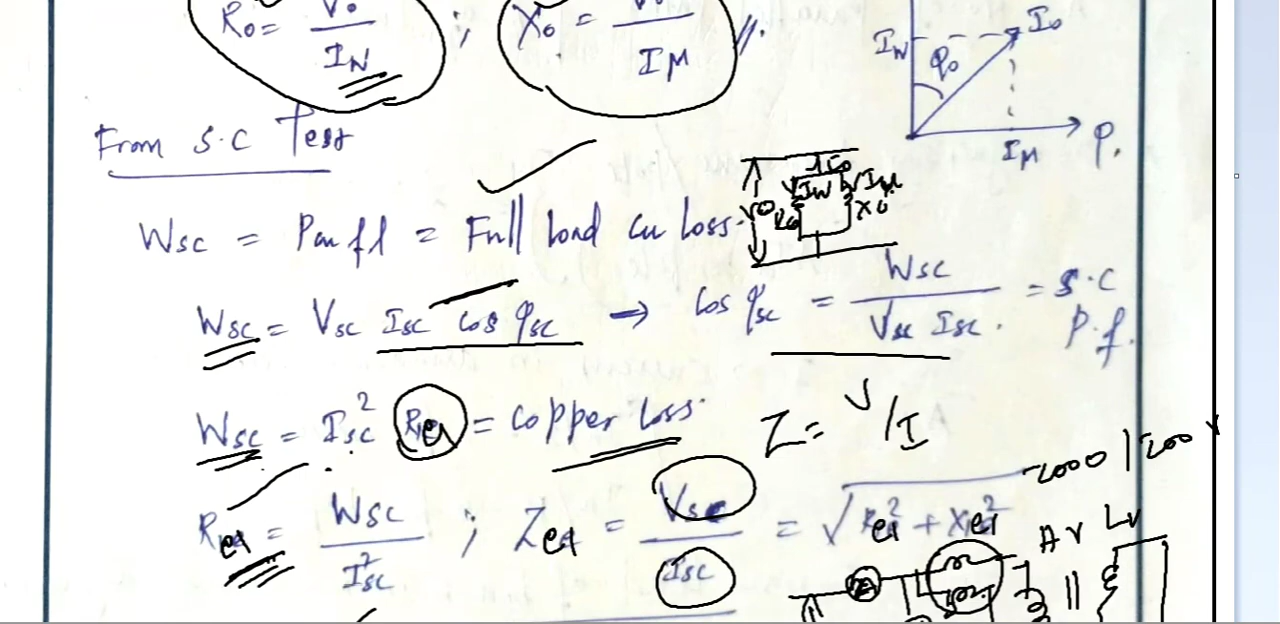 R₀ = V₀ / I_W ; X₀ = / I_M
I_W φ₀ I₀
I_M φ.
From S.C Test
I₀
I_W I_M
V₀ R₀ X₀
Wsc = Pcu fl = Full load cu Loss.
Wsc = Vsc Isc cos φsc → cos φsc = Wsc / Vsc Isc . = S.C P.f.
Wsc = Isc² Req = Copper Loss.
Z = V/I
2000 | 200 V
Req = Wsc / Isc² ; Zeq = Vsc / Isc = √ Req² + Xeq²
LV
A